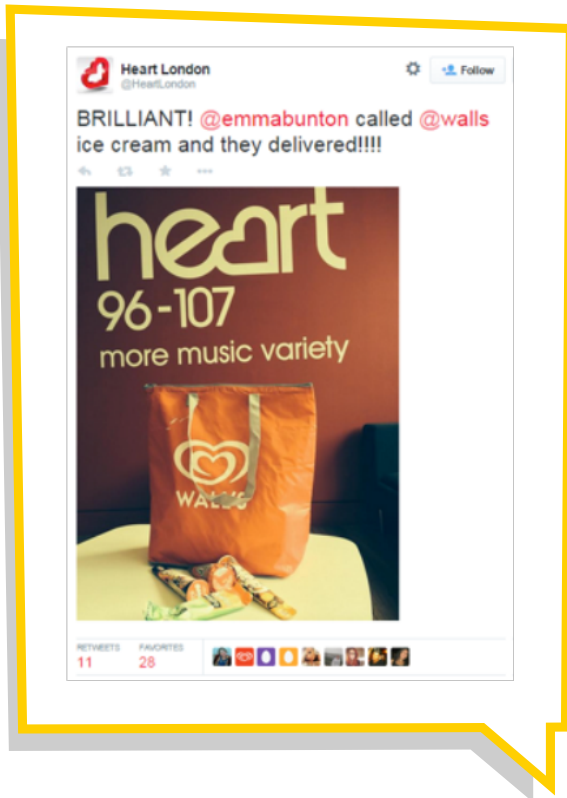 Heart London
@HeartLondon
Follow
BRILLIANT! @emmabunton called @walls
ice cream and they delivered!!!!
heart
96-107
more music variety
WALL'S
RETWEETS
FAVORITES
11
28